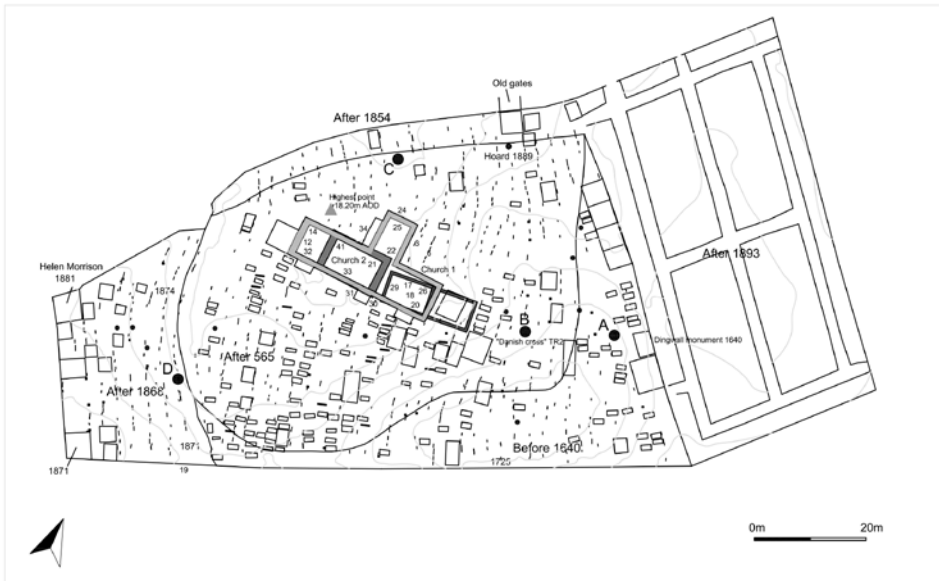 Old gates
After 1854
Hoard 1889
C
Highest point
18.20m AOD
24
34
25
14
12
32
41
22
Church 2
21
33
Church 1
After 1893
Helen Morrison
1881
1874
17
29
18
26
20
31
B
A
"Danish cross" TR2
Dingwall monument 1640
After 565
D
After 1868
Before 1640
1725
1871
19
0m
20m